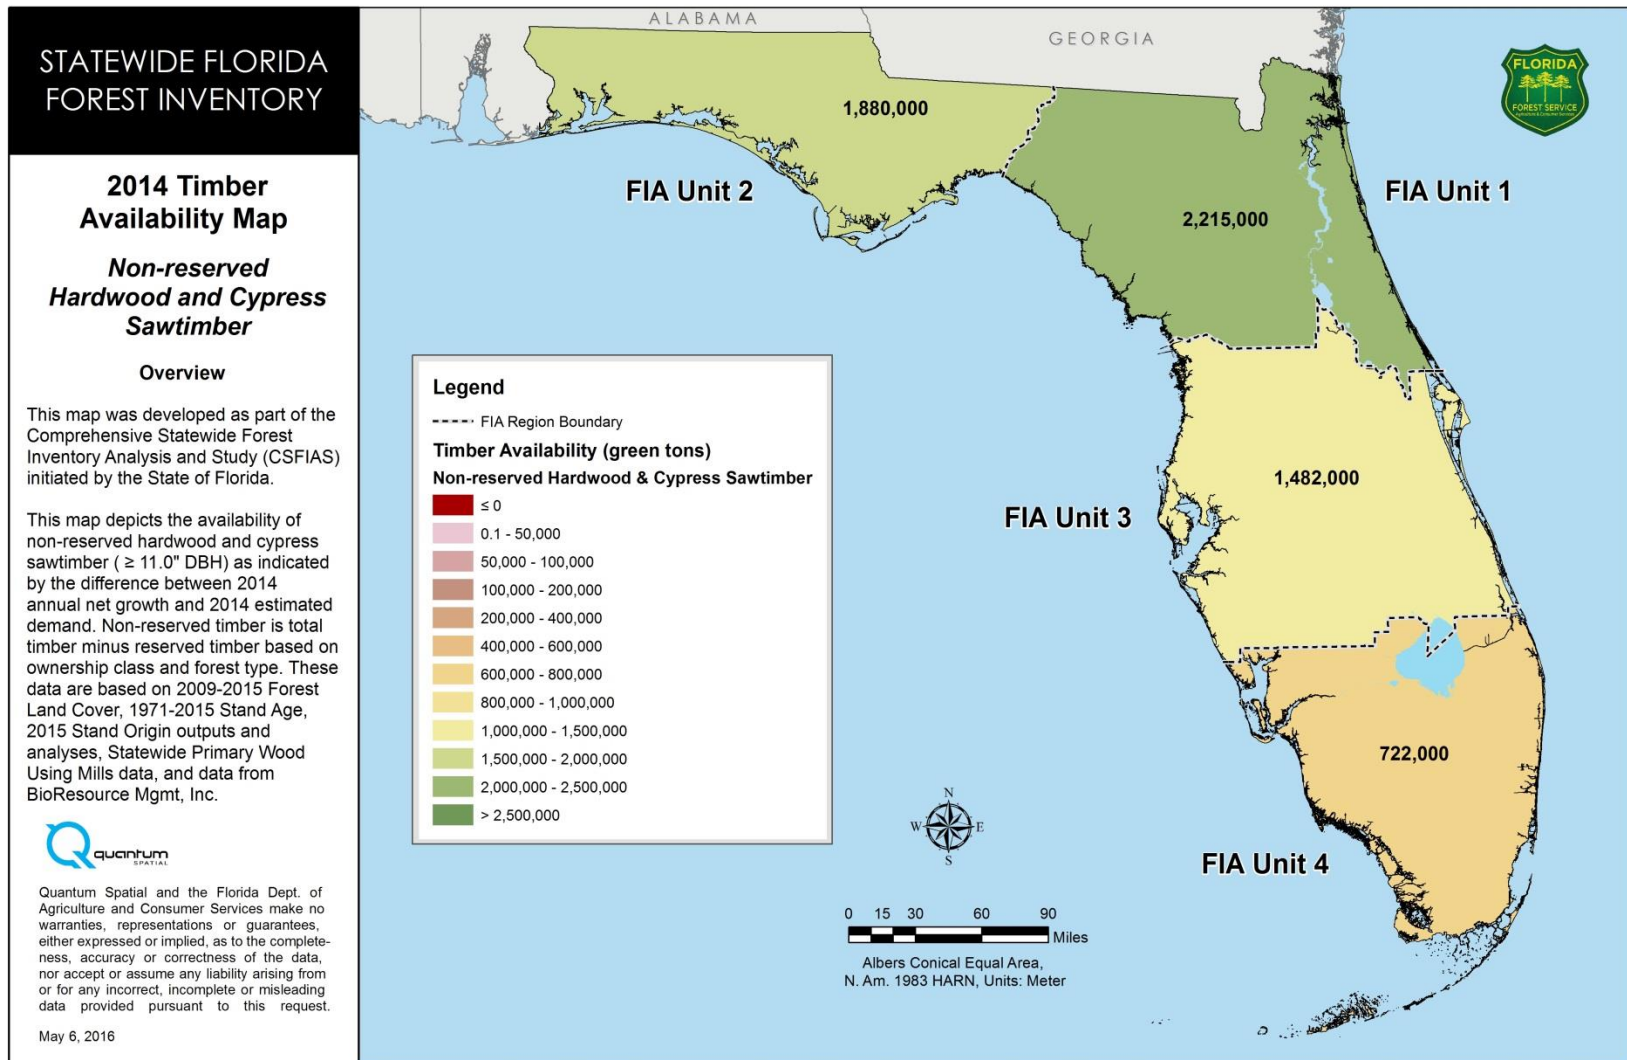 STATEWIDE FLORIDA
FOREST INVENTORY
2014 Timber
Availability Map
Non-reserved
Hardwood and Cypress
Sawtimber
Overview
This map was developed as part of the
Comprehensive Statewide Forest
Inventory Analysis and Study (CSFIAS)
initiated by the State of Florida.
This map depicts the availability of
non-reserved hardwood and cypress
sawtimber ( ≥ 11.0" DBH) as indicated
by the difference between 2014
annual net growth and 2014 estimated
demand. Non-reserved timber is total
timber minus reserved timber based on
ownership class and forest type. These
data are based on 2009-2015 Forest
Land Cover, 1971-2015 Stand Age,
2015 Stand Origin outputs and
analyses, Statewide Primary Wood
Using Mills data, and data from
BioResource Mgmt, Inc.
quantum
SPATIAL
Quantum Spatial and the Florida Dept. of
Agriculture and Consumer Services make no
warranties, representations or guarantees,
either expressed or implied, as to the complete-
ness, accuracy or correctness of the data,
nor accept or assume any liability arising from
or for any incorrect, incomplete or misleading
data provided pursuant to this request.
May 6, 2016
ALABAMA
GEORGIA
FLORIDA
FOREST SERVICE
Agriculture & Consumer Services
1,880,000
FIA Unit 2
FIA Unit 1
2,215,000
Legend
FIA Region Boundary
Timber Availability (green tons)
Non-reserved Hardwood & Cypress Sawtimber
≤ 0
0.1 - 50,000
50,000 - 100,000
100,000 - 200,000
200,000 - 400,000
400,000 - 600,000
600,000 - 800,000
800,000 - 1,000,000
1,000,000 - 1,500,000
1,500,000 - 2,000,000
2,000,000 - 2,500,000
> 2,500,000
1,482,000
FIA Unit 3
722,000
FIA Unit 4
N
W E
S
0 15 30 60 90
Miles
Albers Conical Equal Area,
N. Am. 1983 HARN, Units: Meter